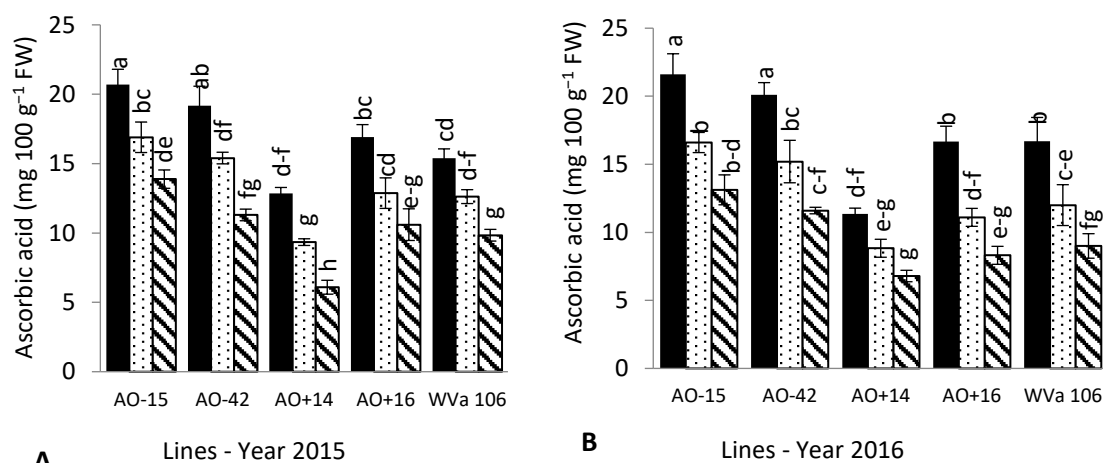 Ascorbic acid (mg 100 g⁻¹ FW)
25
20
15
10
5
0
a
bc
de
ab
df
fg
d-f
g
h
bc
cd
e-g
cd
d-f
g
AO-15
AO-42
AO+14
AO+16
WVa 106
A
Lines - Year 2015
Ascorbic acid (mg 100 g⁻¹ FW)
25
20
15
10
5
0
a
b
b-d
a
bc
c-f
d-f
e-g
g
b
d-f
e-g
b
c-e
fg
AO-15
AO-42
AO+14
AO+16
WVa 106
B
Lines - Year 2016